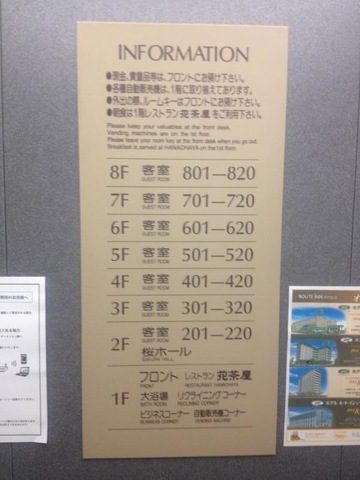 INFORMATION
●現金、貴重品等は、フロントにお預け下さい。
●各種自動販売機は、1階に取り揃えております。
●外出の際、ルームキーはフロントにお預け下さい。
●朝食は1階レストラン花茶屋をご利用下さい。
Please keep your valuables at the front desk.
Vending machines are on the 1st floor.
Please leave your room key at the front desk when you go out.
Breakfast is served at HANACHAYA on the 1st floor.
8F 客室 801—820
GUEST ROOM
7F 客室 701—720
GUEST ROOM
6F 客室 601—620
GUEST ROOM
5F 客室 501—520
GUEST ROOM
4F 客室 401—420
GUEST ROOM
3F 客室 301—320
GUEST ROOM
2F 客室 201—220
GUEST ROOM
桜ホール
SAKURA HALL
1F フロント レストラン 花茶屋
FRONT RESTAURANT HANACHAYA
大浴場 リクライニングコーナー
BATH ROOM RECLINING CORNER
ビジネスコーナー 自動販売機コーナー
BUSINESS CORNER VENDING MACHINE
ROUTE INN